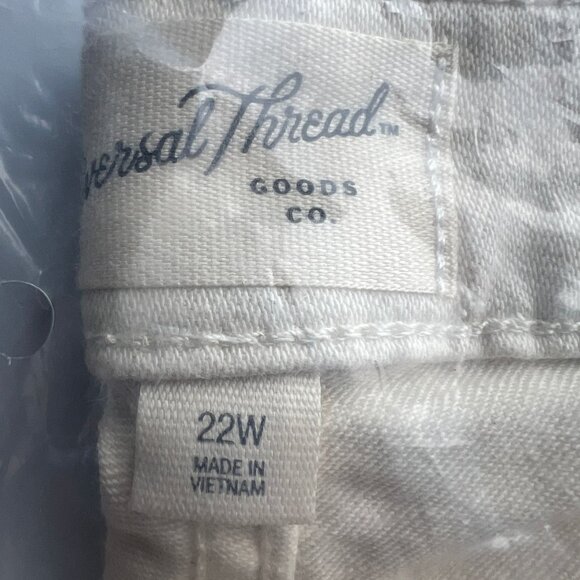 versal Thread™
GOODS
CO.
22W
MADE IN
VIETNAM